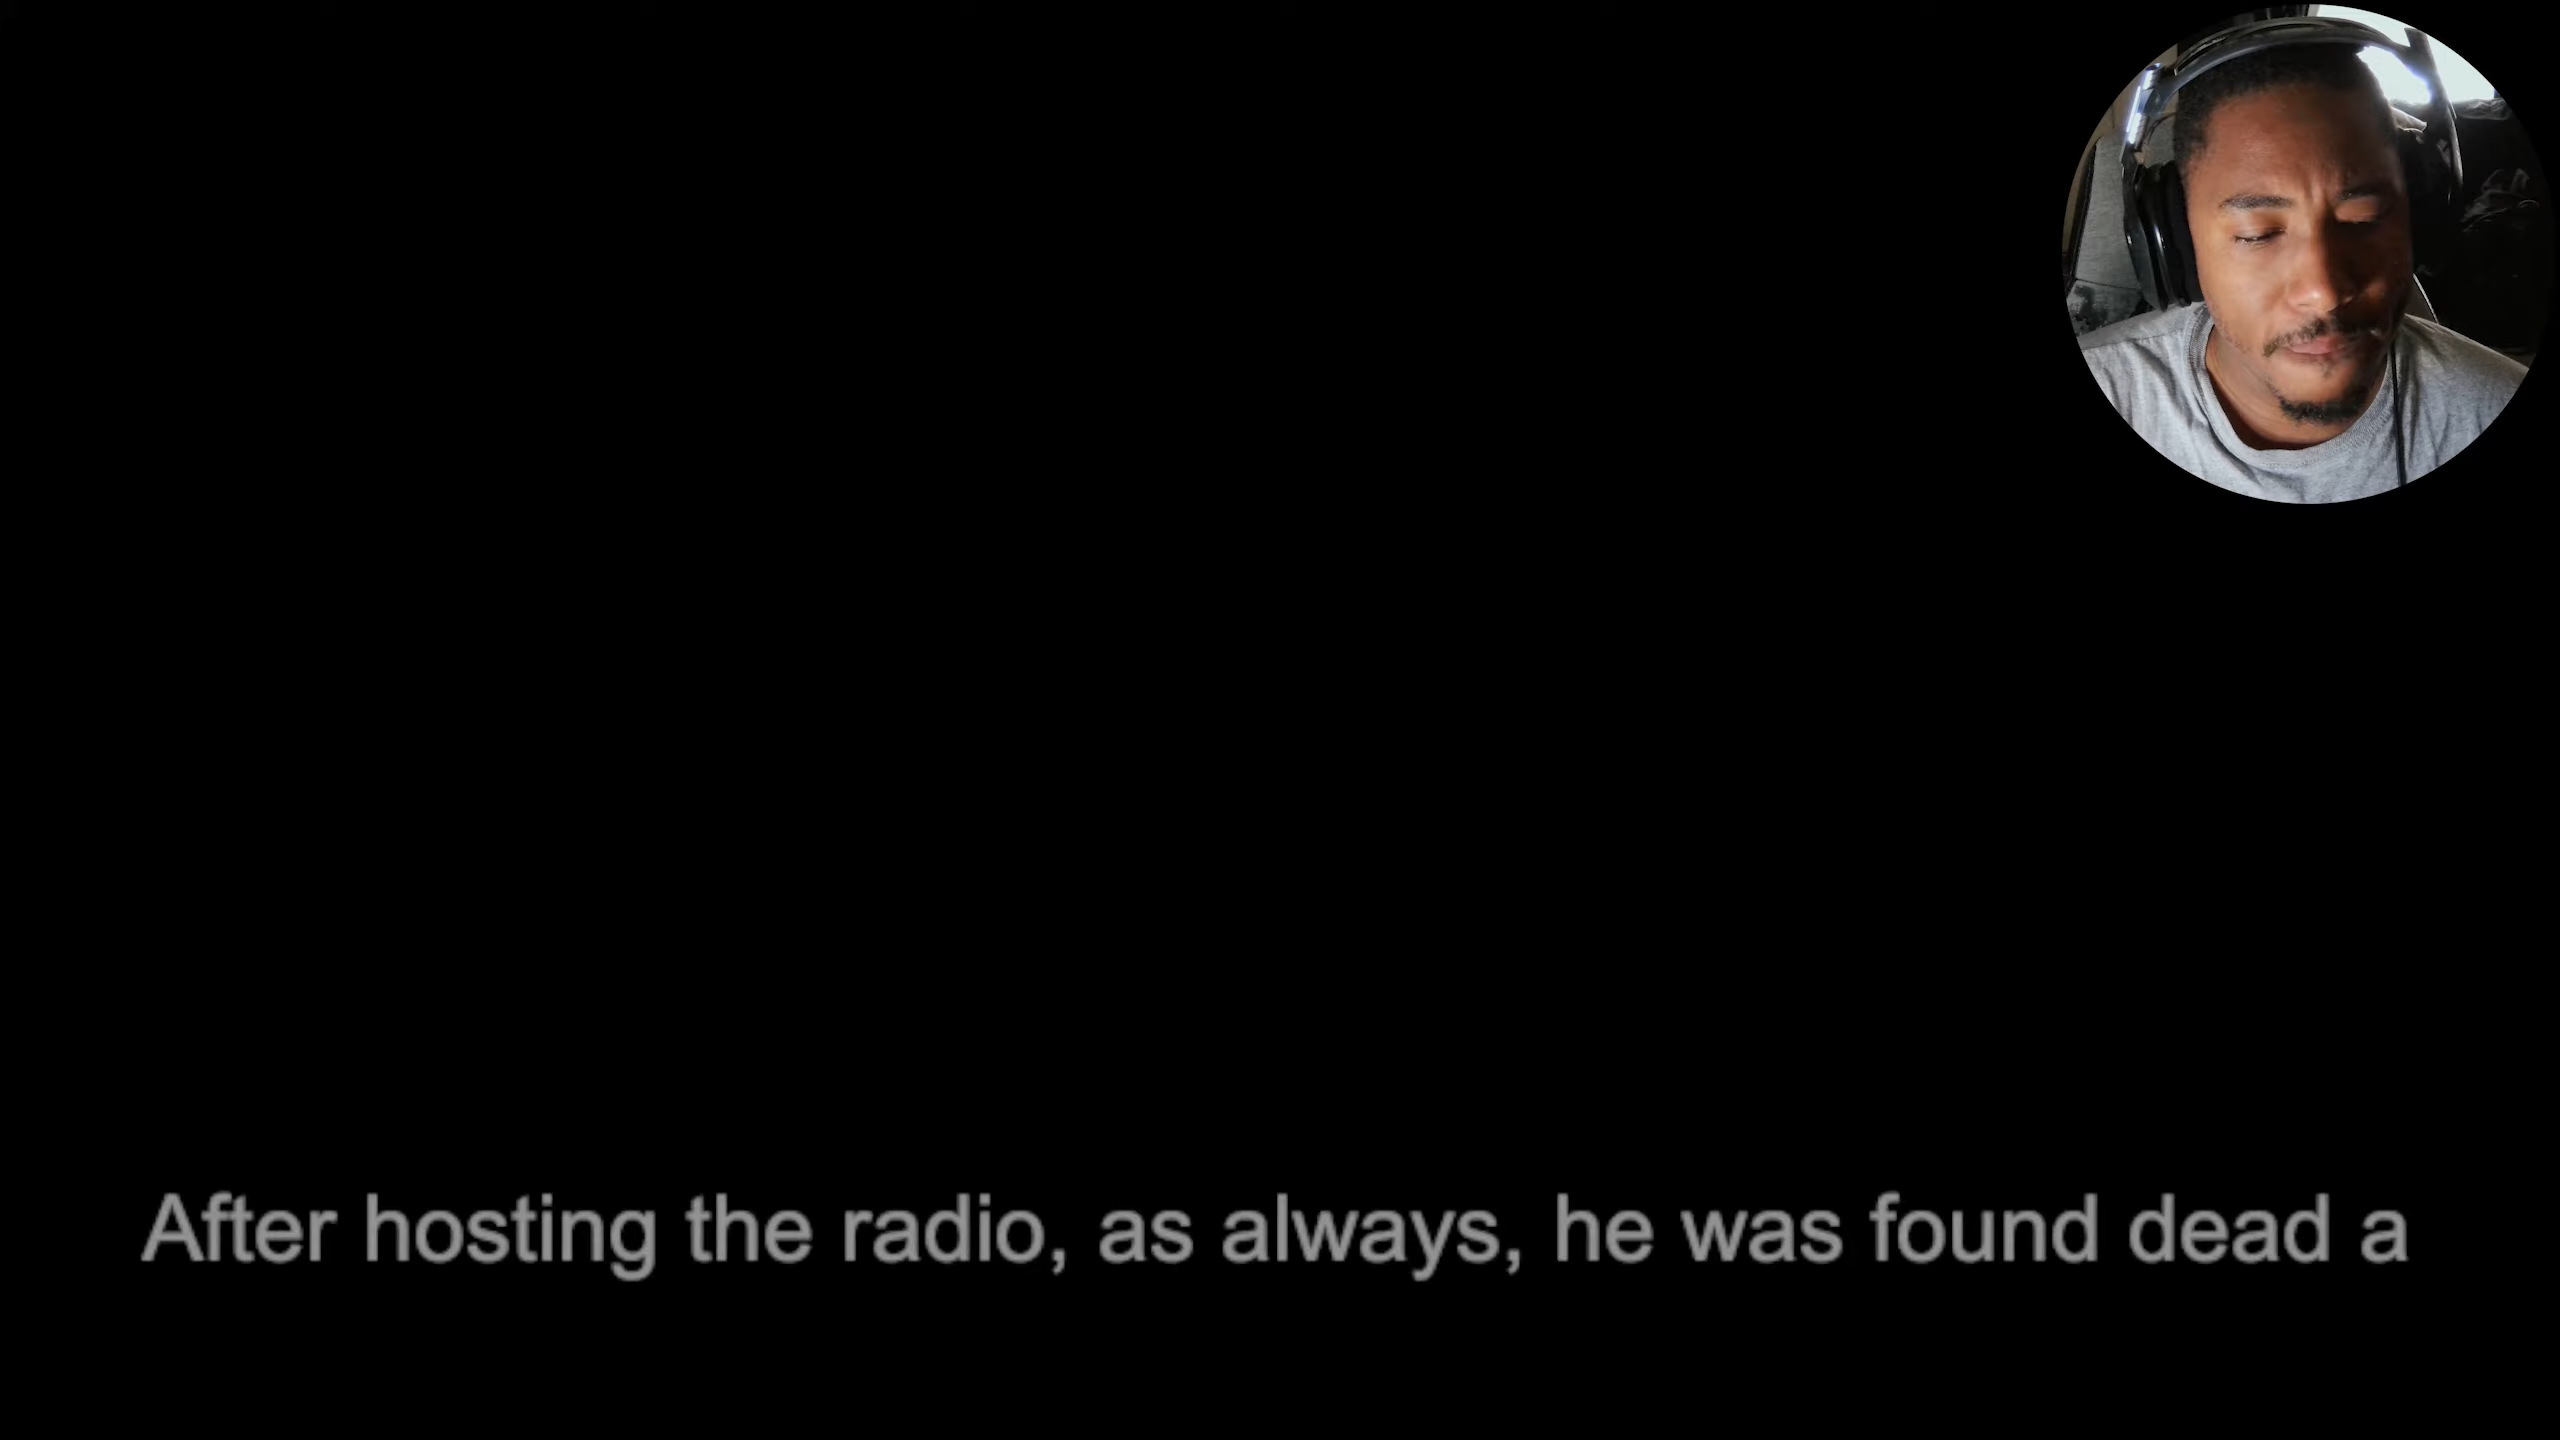 After hosting the radio, as always, he was found dead a